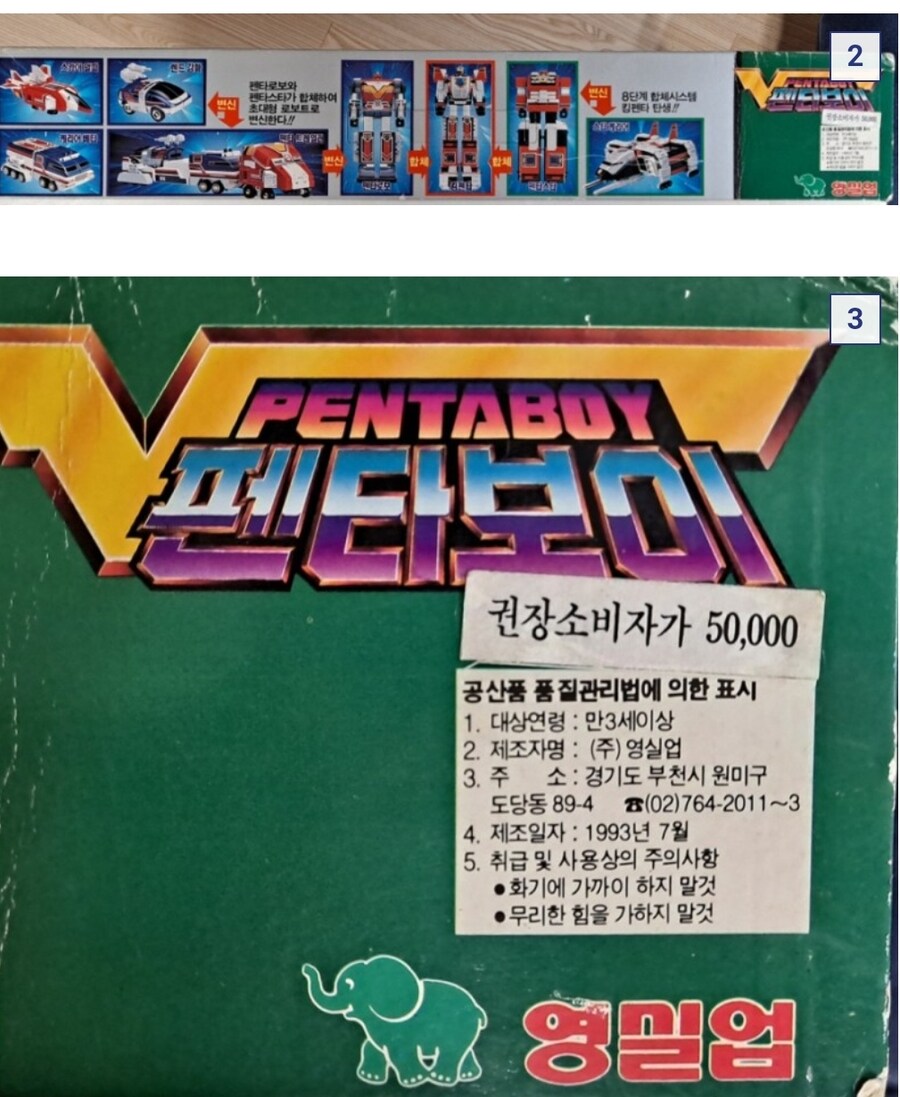 2
변신
펜타로보와
펜타스타가 합체하여
초대형 로보트로
변신한다!!
변신
합체
합체
변신
8단계 합체시스템
킹펜타 탄생!!
PENTABOY
펜타보이
권장소비자가 50,000
영실업
3
PENTABOY
펜타보이
권장소비자가 50,000
공산품 품질관리법에 의한 표시
1. 대상연령 : 만3세이상
2. 제조자명 : (주) 영실업
3. 주 소 : 경기도 부천시 원미구
도당동 89-4 ☎(02)764-2011~3
4. 제조일자 : 1993년 7월
5. 취급 및 사용상의 주의사항
●화기에 가까이 하지 말것
●무리한 힘을 가하지 말것
영실업